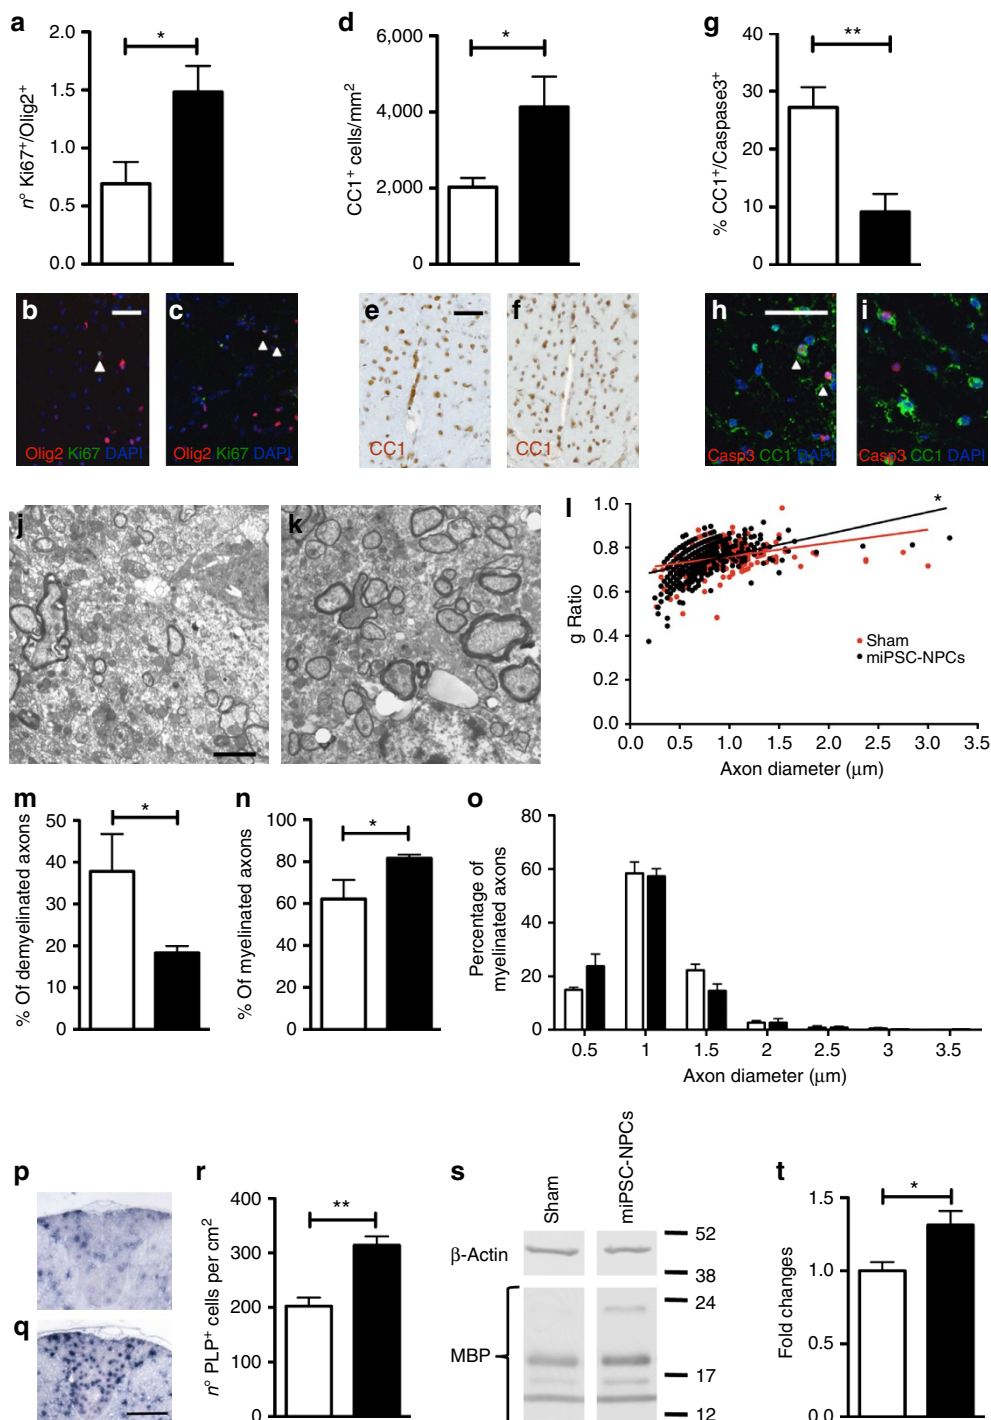 a
2.0
1.5
1.0
0.5
0.0
n° Ki67⁺/Olig2⁺
*
d
6,000
4,000
2,000
0
CC1⁺ cells/mm²
*
g
40
30
20
10
0
% CC1⁺/Caspase3⁺
**
b
Olig2 Ki67 DAPI
c
Olig2 Ki67 DAPI
e
CC1
f
CC1
h
Casp3 CC1 DAPI
i
Casp3 CC1 DAPI
j
k
l
1.0
0.8
0.6
0.4
0.2
0.0
g Ratio
*
Sham
miPSC-NPCs
0.0 0.5 1.0 1.5 2.0 2.5 3.0 3.5
Axon diameter (μm)
m
50
40
30
20
10
0
% Of demyelinated axons
*
n
100
80
60
40
20
0
% Of myelinated axons
*
o
80
60
40
20
0
Percentage of
myelinated axons
0.5 1 1.5 2 2.5 3 3.5
Axon diameter (μm)
p
q
r
400
300
200
100
0
n° PLP⁺ cells per cm²
**
s
Sham
miPSC-NPCs
β-Actin
MBP
52
38
24
17
12
t
1.5
1.0
0.5
0.0
Fold changes
*